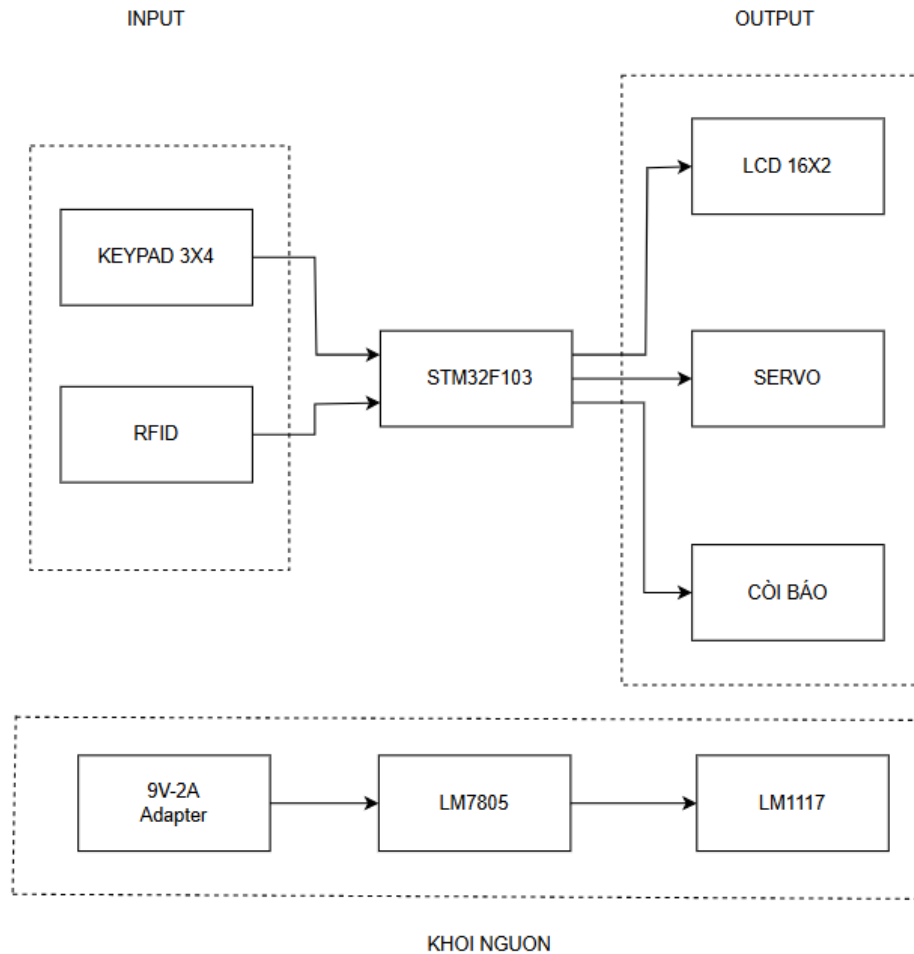 INPUT
OUTPUT
LCD 16X2
KEYPAD 3X4
STM32F103
SERVO
RFID
CÒI BÁO
9V-2A
Adapter
LM7805
LM1117
KHOI NGUON